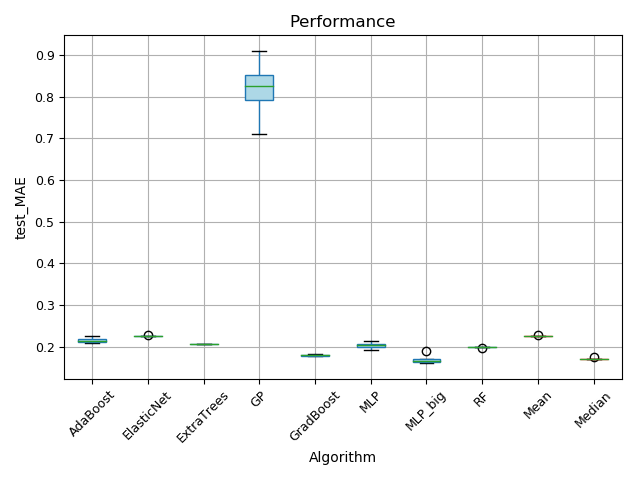 Performance
test_MAE
0.9
0.8
0.7
0.6
0.5
0.4
0.3
0.2
AdaBoost
ElasticNet
ExtraTrees
GP
GradBoost
MLP
MLP_big
RF
Mean
Median
Algorithm